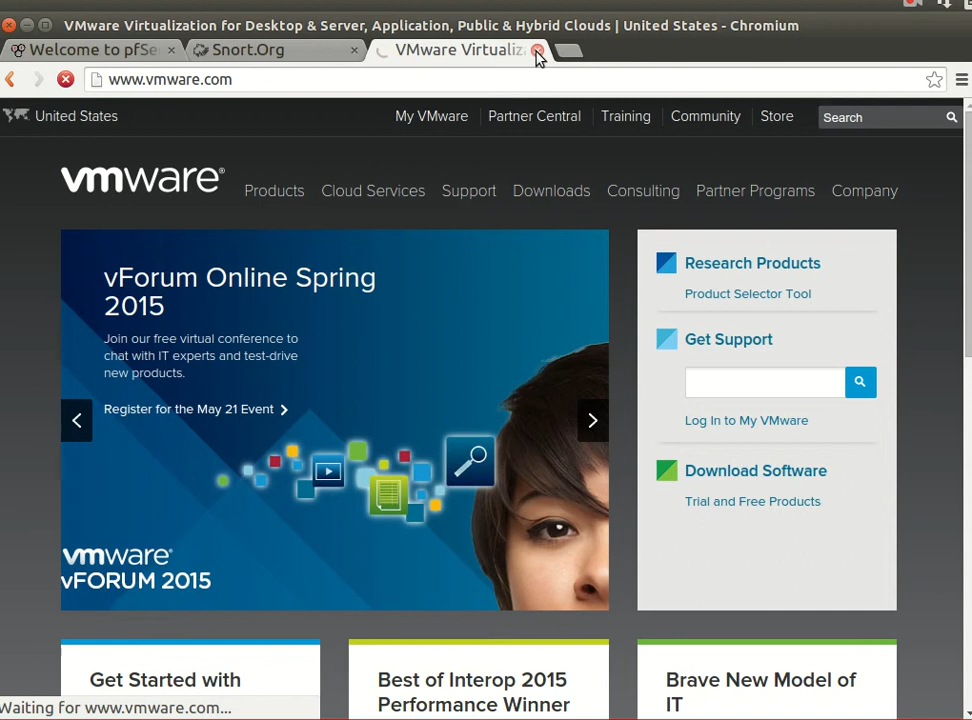 VMware Virtualization for Desktop & Server, Application, Public & Hybrid Clouds | United States - Chromium
Welcome to pfSe
Snort.Org
VMware Virtualiz
www.vmware.com
United States
My VMware
Partner Central
Training
Community
Store
Search
vmware®
Products
Cloud Services
Support
Downloads
Consulting
Partner Programs
Company
vForum Online Spring
2015
Join our free virtual conference to
chat with IT experts and test-drive
new products.
Register for the May 21 Event
vmware®
vFORUM 2015
Research Products
Product Selector Tool
Get Support
Log In to My VMware
Download Software
Trial and Free Products
Get Started with
Best of Interop 2015
Performance Winner
Brave New Model of
IT
Waiting for www.vmware.com...